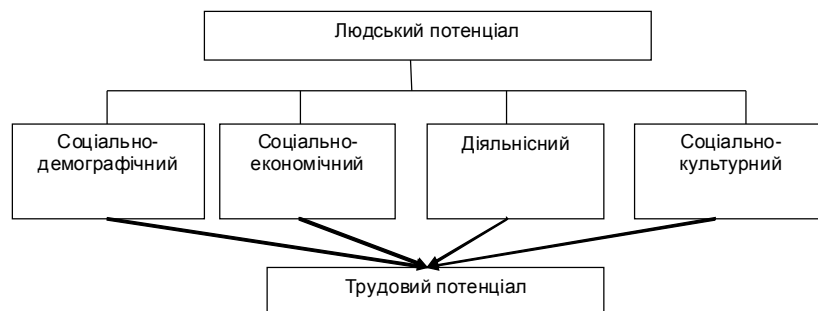 Людський потенціал
Соціально-
демографічний
Соціально-
економічний
Діяльнісний
Соціально-
культурний
Трудовий потенціал